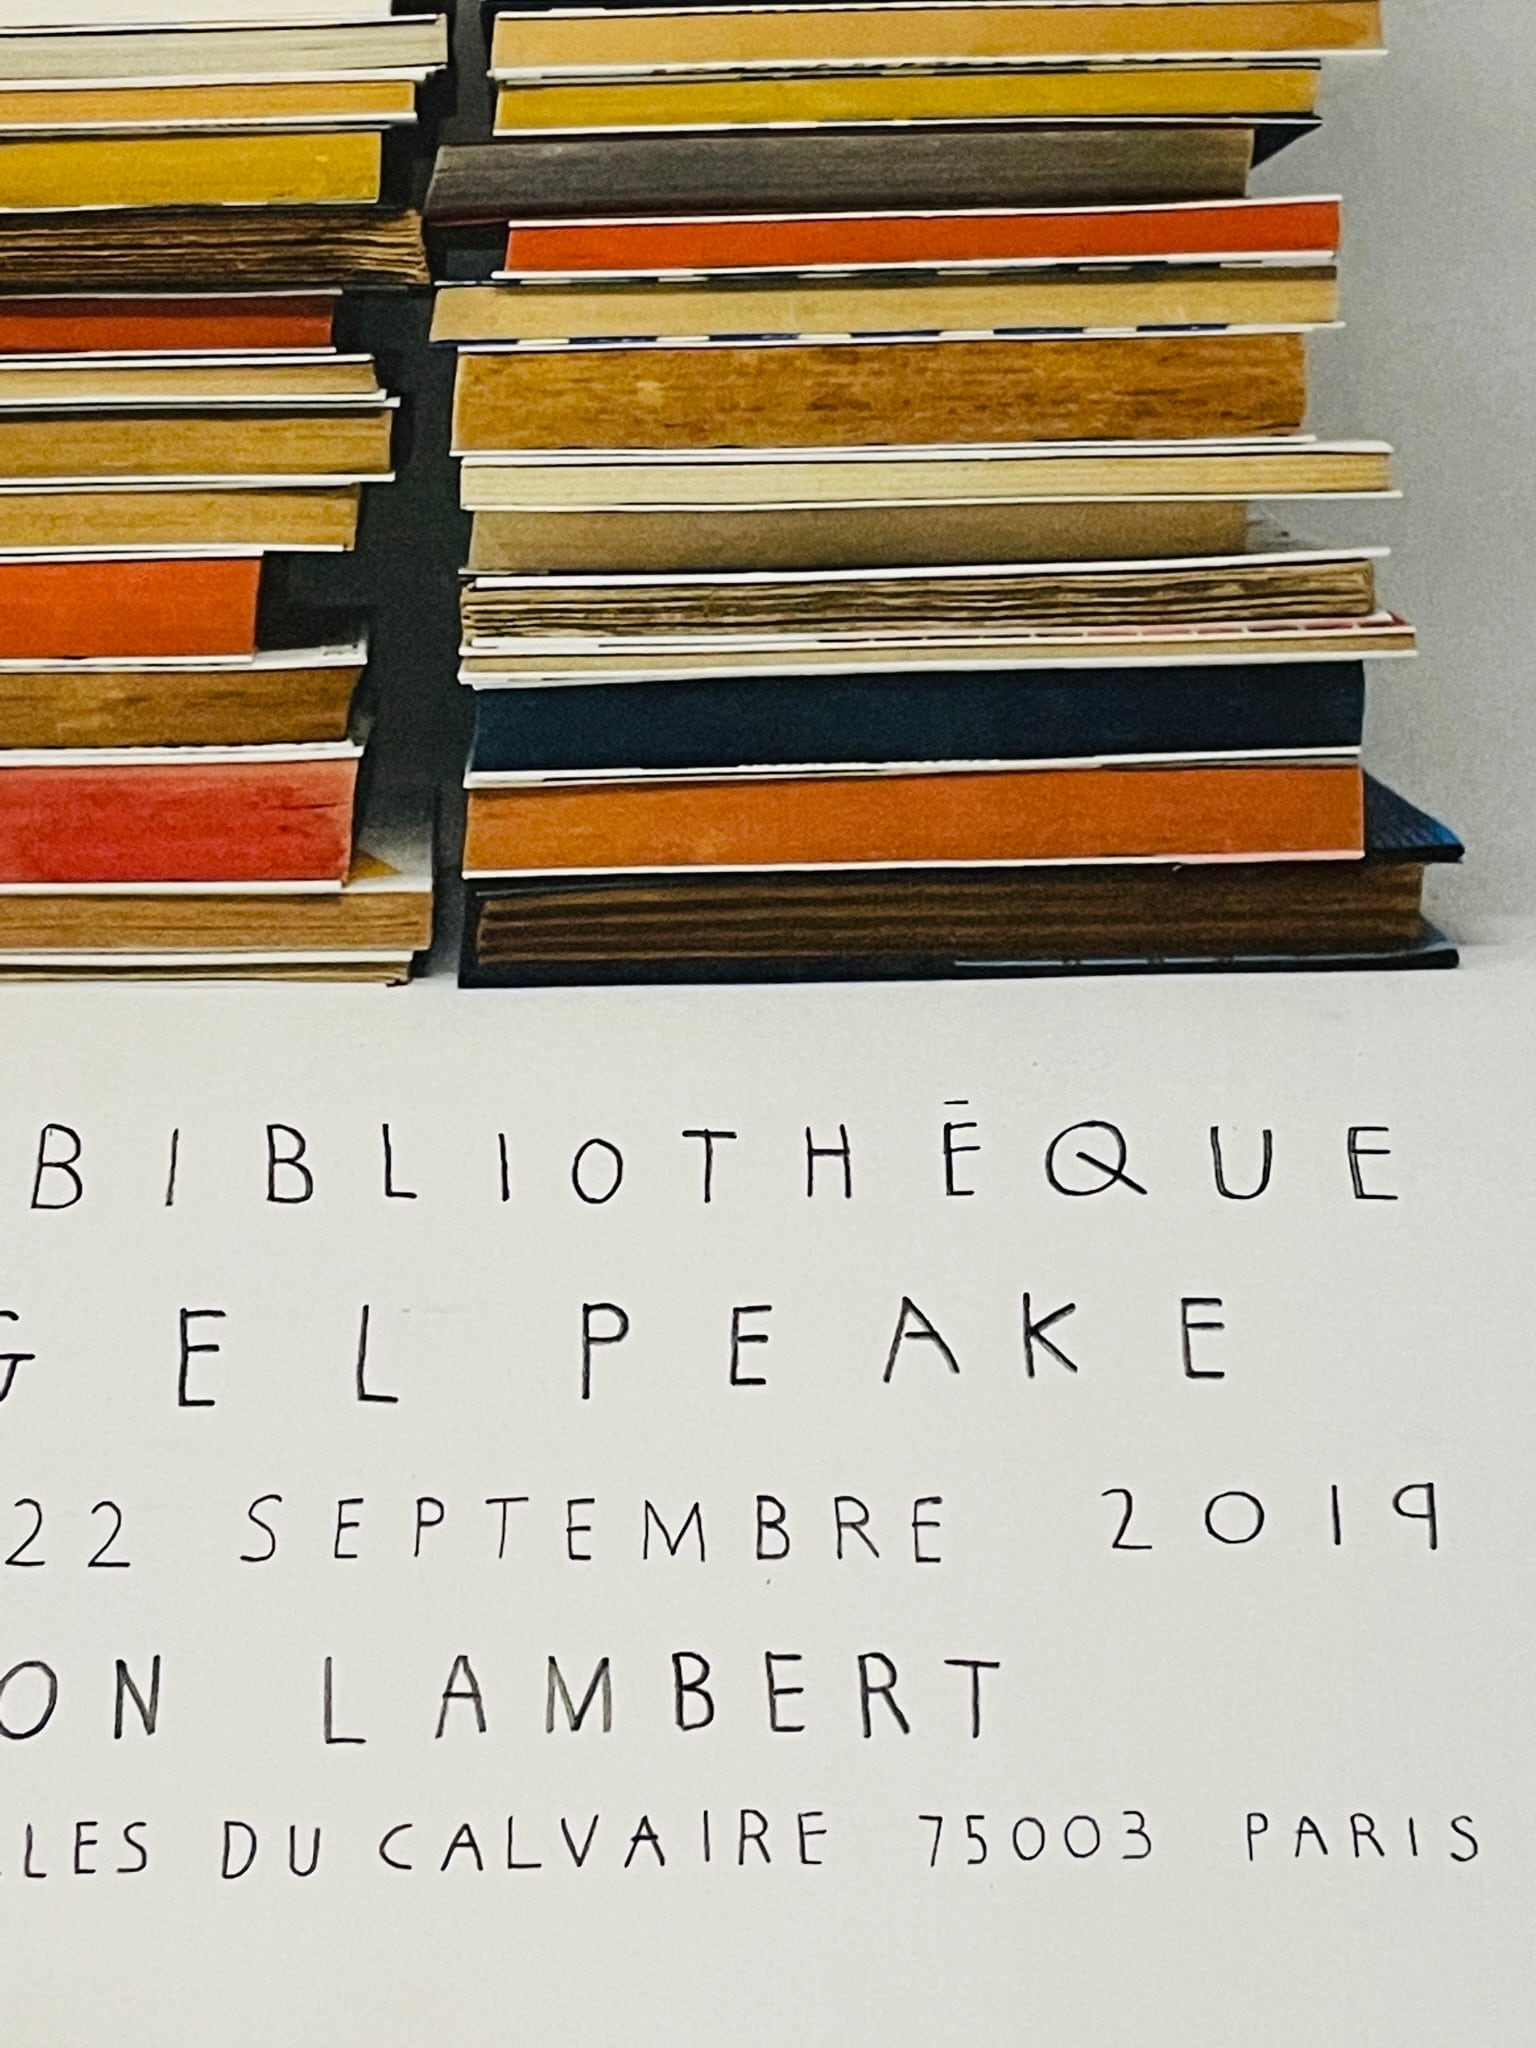 BIBLIOTHĒQUE
GEL PEAKE
22 SEPTEMBRE 2019
ON LAMBERT
LES DU CALVAIRE 75003 PARIS